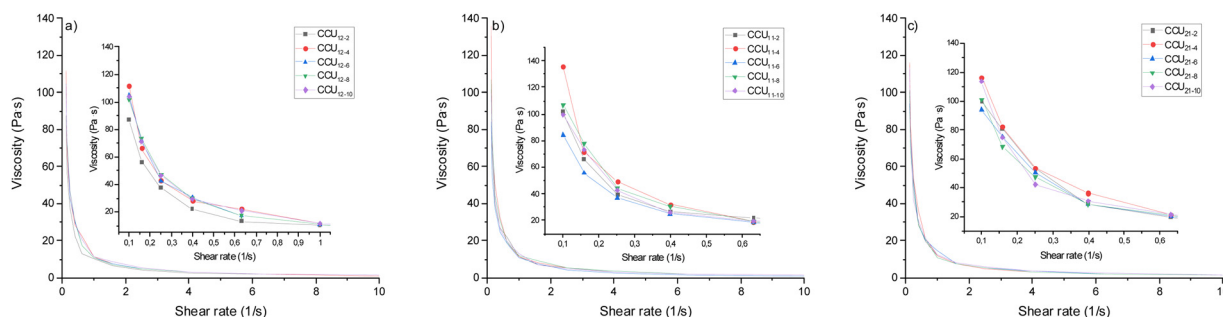 a)
140
120
100
80
60
40
20
0
Viscosity (Pa·s)
0 2 4 6 8 10
Shear rate (1/s)
140
120
100
80
60
40
20
Viscosity (Pa·s)
0,1 0,2 0,3 0,4 0,5 0,6 0,7 0,8 0,9 1
Shear rate (1/s)
CCU12-2
CCU12-4
CCU12-6
CCU12-8
CCU12-10
b)
140
120
100
80
60
40
20
0
Viscosity (Pa·s)
0 2 4 6 8 10
Shear rate (1/s)
140
120
100
80
60
40
20
Viscosity (Pa·s)
0,1 0,2 0,3 0,4 0,5 0,6
Shear rate (1/s)
CCU11-2
CCU11-4
CCU11-6
CCU11-8
CCU11-10
c)
140
120
100
80
60
40
20
0
Viscosity (Pa·s)
0 2 4 6 8 1
Shear rate (1/s)
140
120
100
80
60
40
20
Viscosity (Pa·s)
0,1 0,2 0,3 0,4 0,5 0,6
Shear rate (1/s)
CCU21-2
CCU21-4
CCU21-6
CCU21-8
CCU21-10